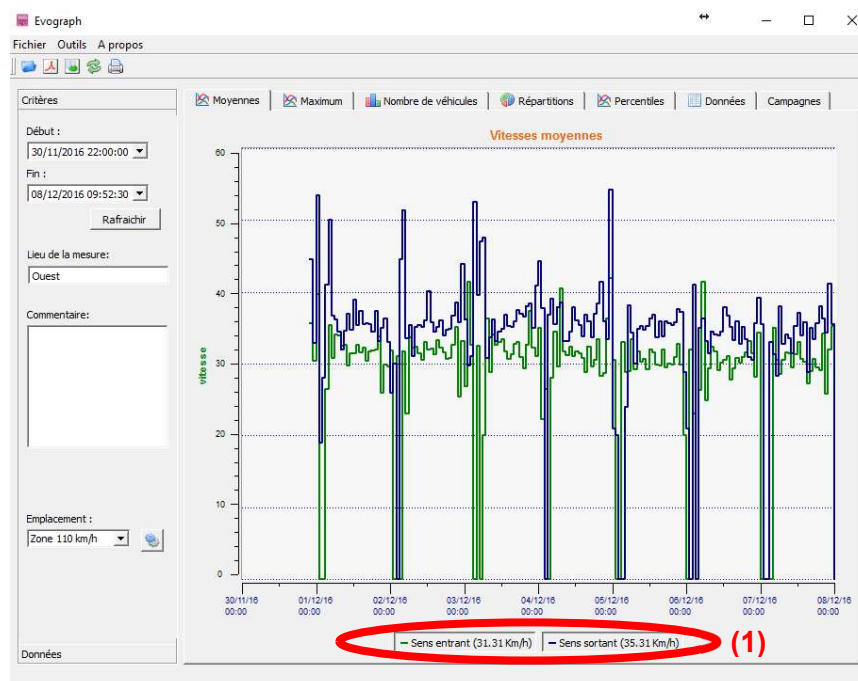 Evograph
Fichier Outils A propos
Critères
Début :
30/11/2016 22:00:00
Fin :
08/12/2016 09:52:30
Rafraichir
Lieu de la mesure:
Ouest
Commentaire:
Emplacement :
Zone 110 km/h
Données
Moyennes Maximum Nombre de véhicules Répartitions Percentiles Données Campagnes
Vitesses moyennes
vitesse
60
50
40
30
20
10
0
30/11/16 01/12/16 02/12/16 03/12/16 04/12/16 05/12/16 06/12/16 07/12/16 08/12/16
00:00 00:00 00:00 00:00 00:00 00:00 00:00 00:00 00:00
Sens entrant (31.31 Km/h) Sens sortant (35.31 Km/h)
(1)